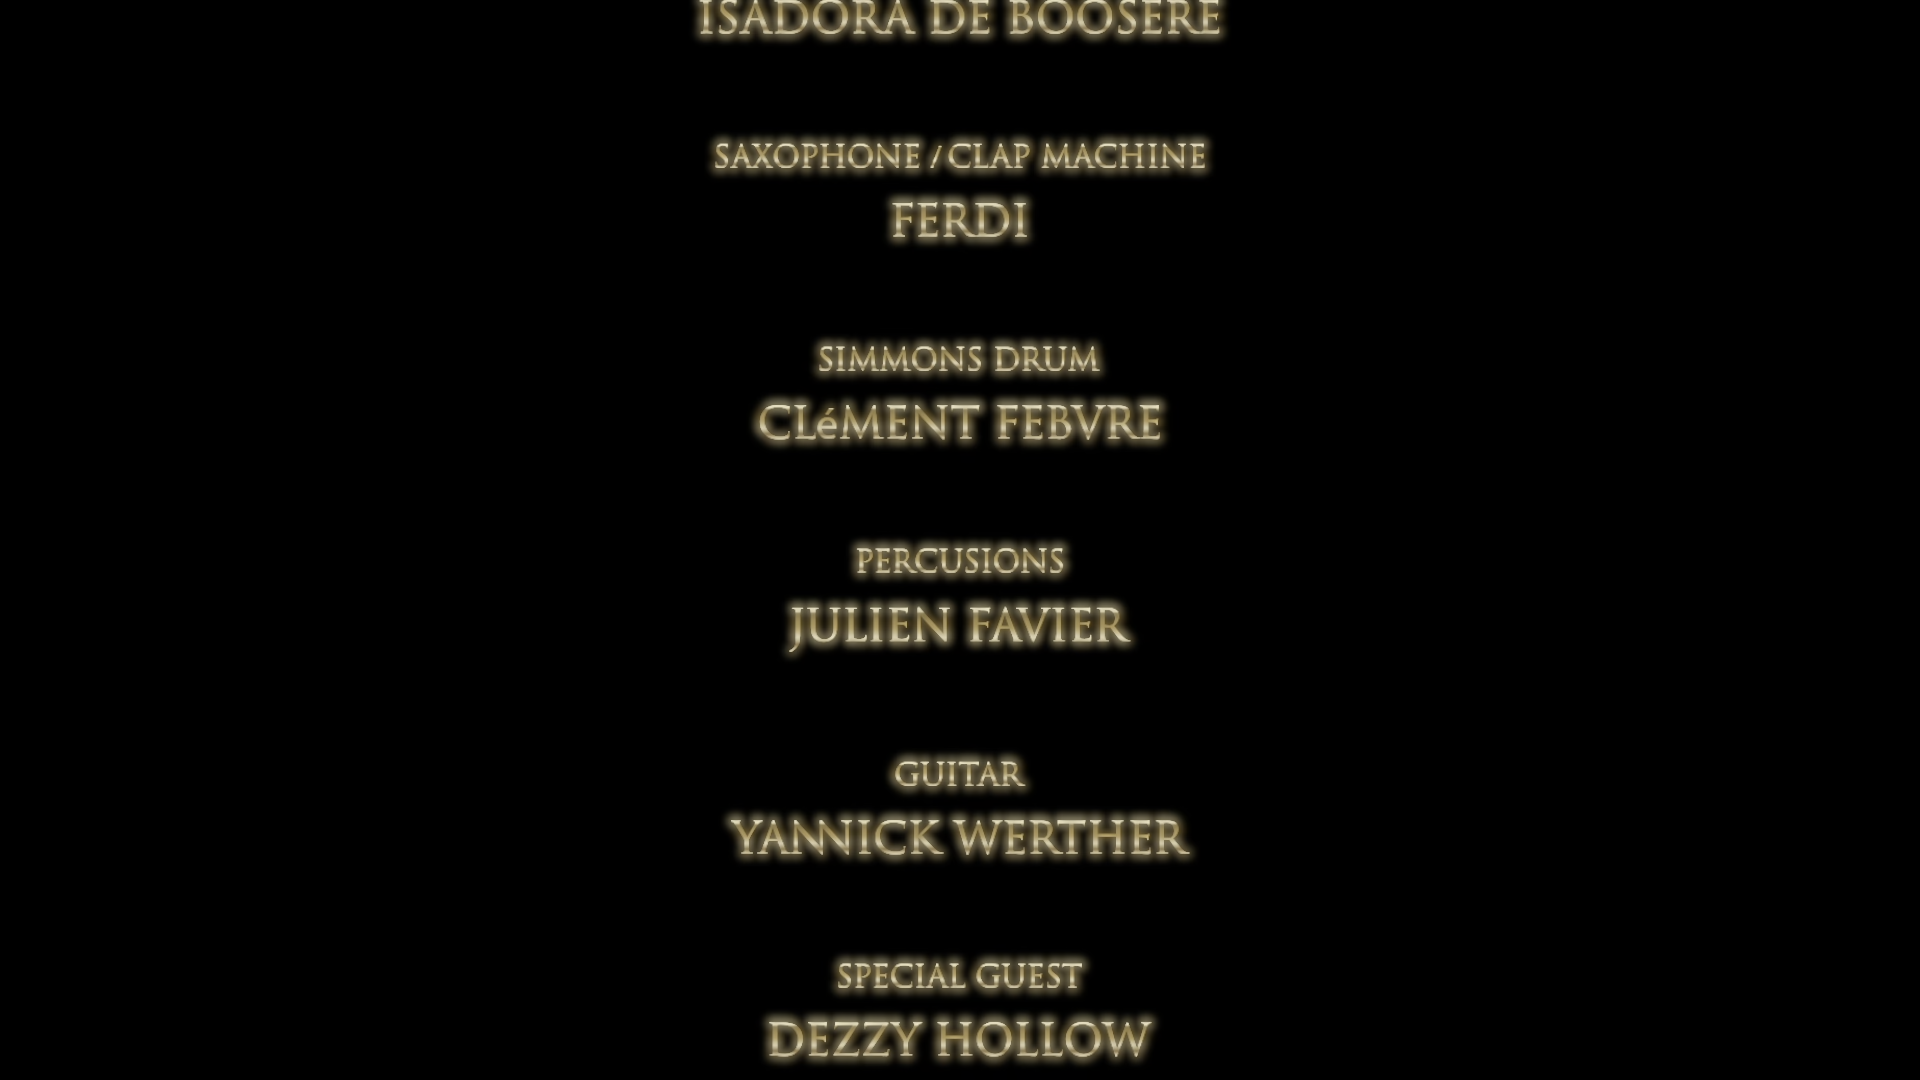 ISADORA DE BOOSERE
SAXOPHONE / CLAP MACHINE
FERDI
SIMMONS DRUM
CLéMENT FEBVRE
PERCUSIONS
JULIEN FAVIER
GUITAR
YANNICK WERTHER
SPECIAL GUEST
DEZZY HOLLOW